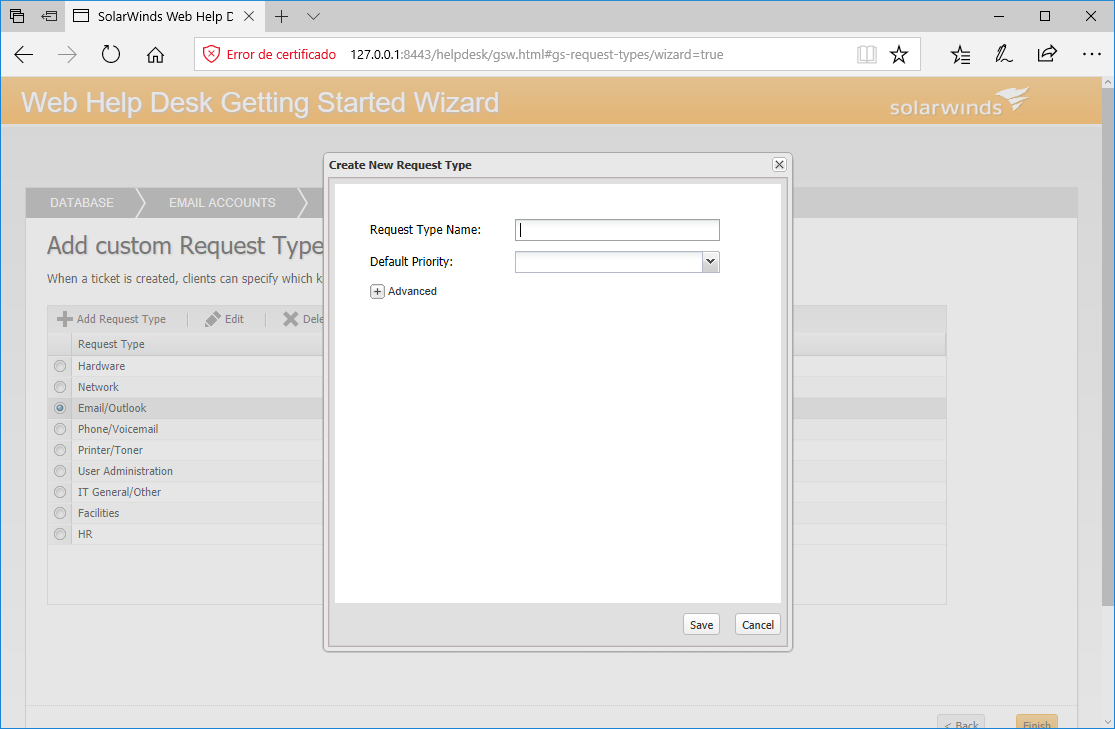 SolarWinds Web Help D
Error de certificado 127.0.0.1:8443/helpdesk/gsw.html#gs-request-types/wizard=true
Web Help Desk Getting Started Wizard
solarwinds
Create New Request Type
DATABASE
EMAIL ACCOUNTS
Add custom Request Type
When a ticket is created, clients can specify which k
Request Type Name:
Default Priority:
Advanced
Add Request Type
Edit
Dele
Request Type
Hardware
Network
Email/Outlook
Phone/Voicemail
Printer/Toner
User Administration
IT General/Other
Facilities
HR
Save
Cancel
< Back
Finish